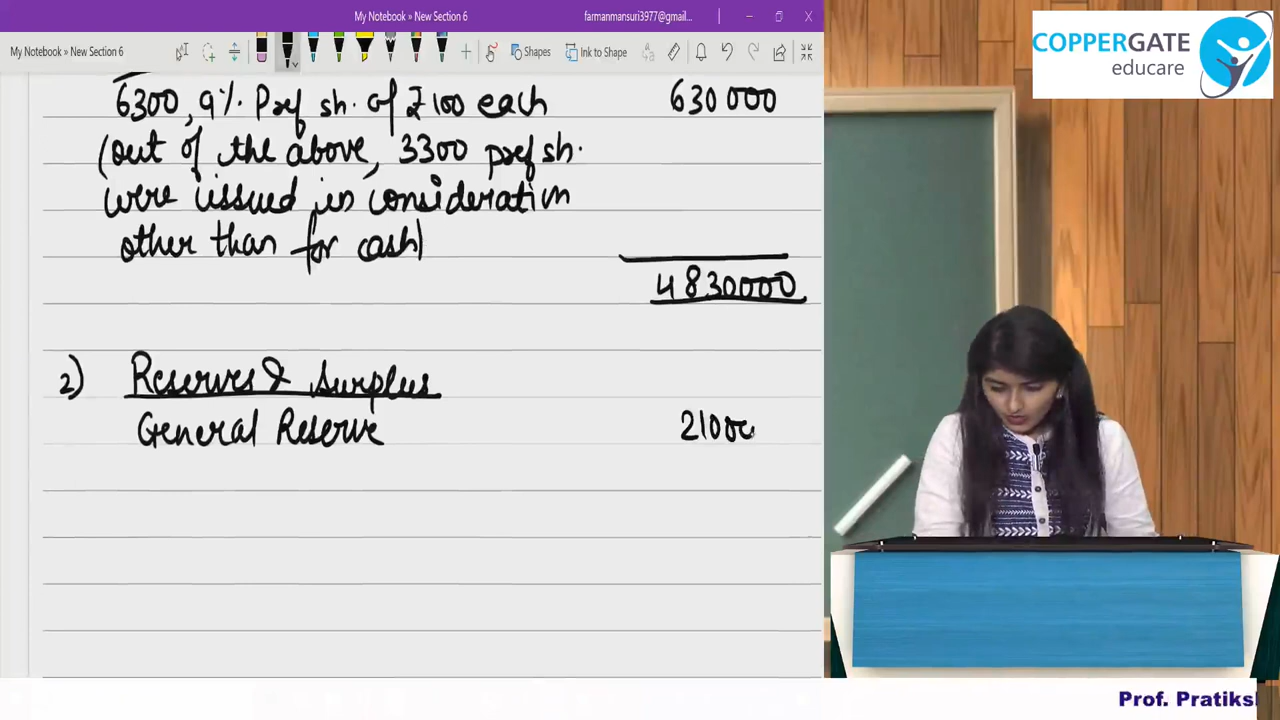 My Notebook » New Section 6
farmanmansuri3977@gmail...
My Notebook » New Section 6
Shapes
Ink to Shape
COPPERGATE
educare
6300, 9% Pref sh. of ₹100 each 630000
(out of the above, 3300 pref sh.
were issued in consideration
other than for cash)
4830000
2) Reserves & Surplus
General Reserve 21000
Prof. Pratiksh